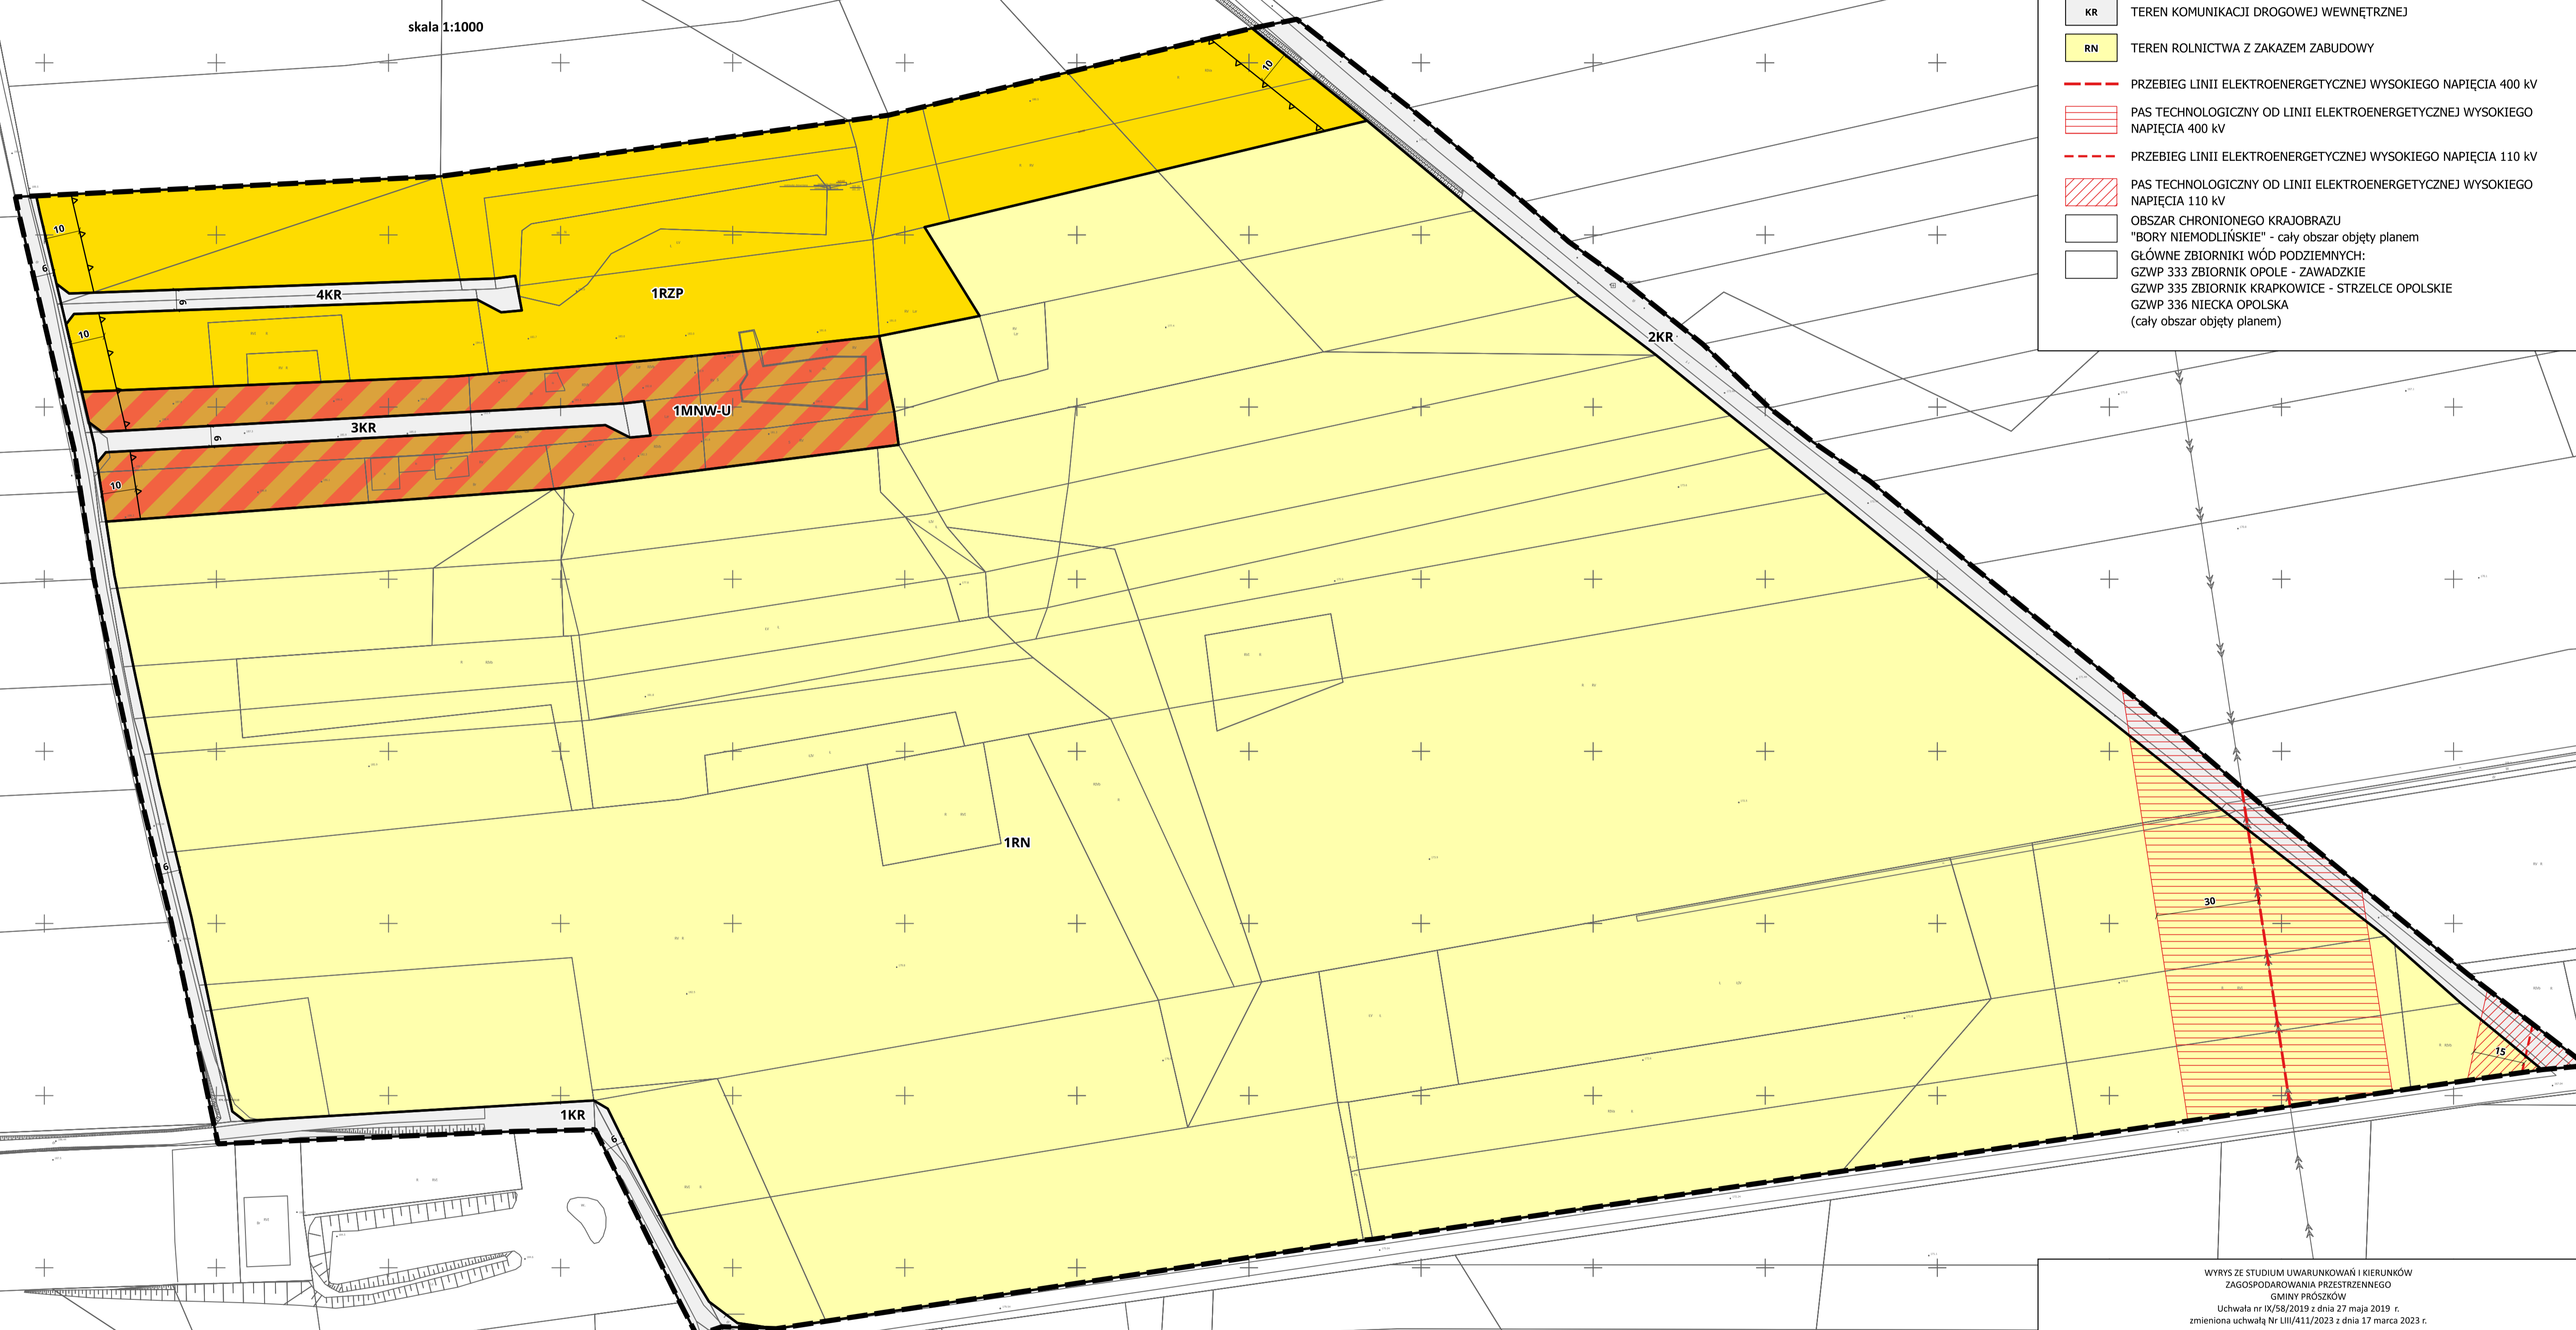 skala 1:1000
KR TEREN KOMUNIKACJI DROGOWEJ WEWNĘTRZNEJ
RN TEREN ROLNICTWA Z ZAKAZEM ZABUDOWY
PRZEBIEG LINII ELEKTROENERGETYCZNEJ WYSOKIEGO NAPIĘCIA 400 kV
PAS TECHNOLOGICZNY OD LINII ELEKTROENERGETYCZNEJ WYSOKIEGO
NAPIĘCIA 400 kV
PRZEBIEG LINII ELEKTROENERGETYCZNEJ WYSOKIEGO NAPIĘCIA 110 kV
PAS TECHNOLOGICZNY OD LINII ELEKTROENERGETYCZNEJ WYSOKIEGO
NAPIĘCIA 110 kV
OBSZAR CHRONIONEGO KRAJOBRAZU
"BORY NIEMODLIŃSKIE" - cały obszar objęty planem
GŁÓWNE ZBIORNIKI WÓD PODZIEMNYCH:
GZWP 333 ZBIORNIK OPOLE - ZAWADZKIE
GZWP 335 ZBIORNIK KRAPKOWICE - STRZELCE OPOLSKIE
GZWP 336 NIECKA OPOLSKA
(cały obszar objęty planem)
10
10
6
4KR
6
1RZP
10
2KR
1MNW-U
3KR
6
10
1RN
6
30
15
1KR
6
WYRYS ZE STUDIUM UWARUNKOWAŃ I KIERUNKÓW
ZAGOSPODAROWANIA PRZESTRZENNEGO
GMINY PRÓSZKÓW
Uchwała nr IX/58/2019 z dnia 27 maja 2019 r.
zmieniona uchwałą Nr LIII/411/2023 z dnia 17 marca 2023 r.